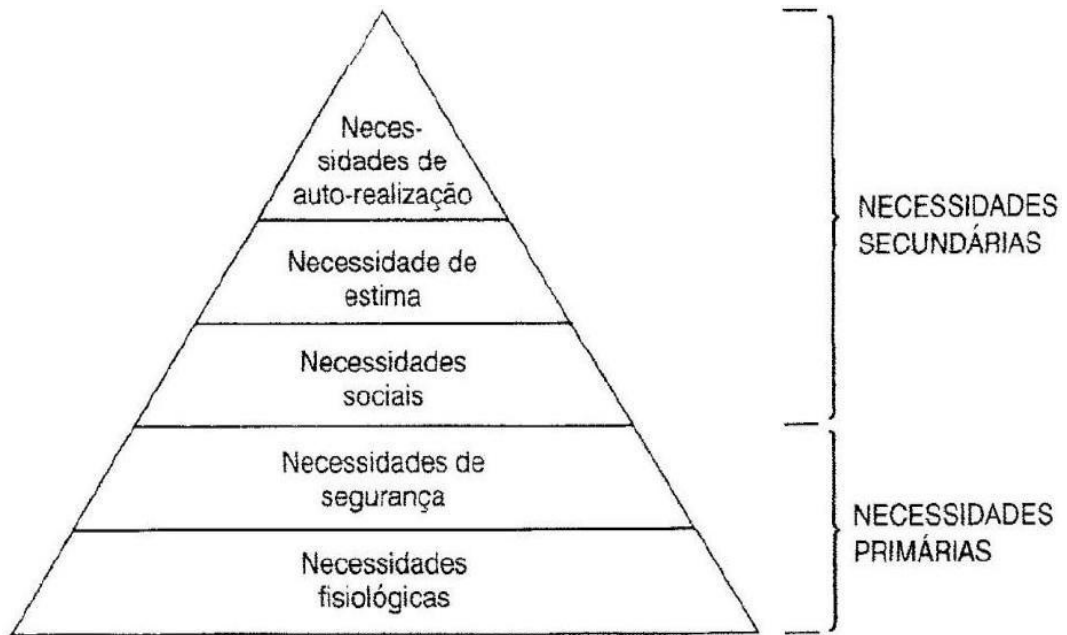 Neces-
sidades de
auto-realização
Necessidade de
estima
Necessidades
sociais
Necessidades de
segurança
Necessidades
fisiológicas
NECESSIDADES
SECUNDÁRIAS
NECESSIDADES
PRIMÁRIAS